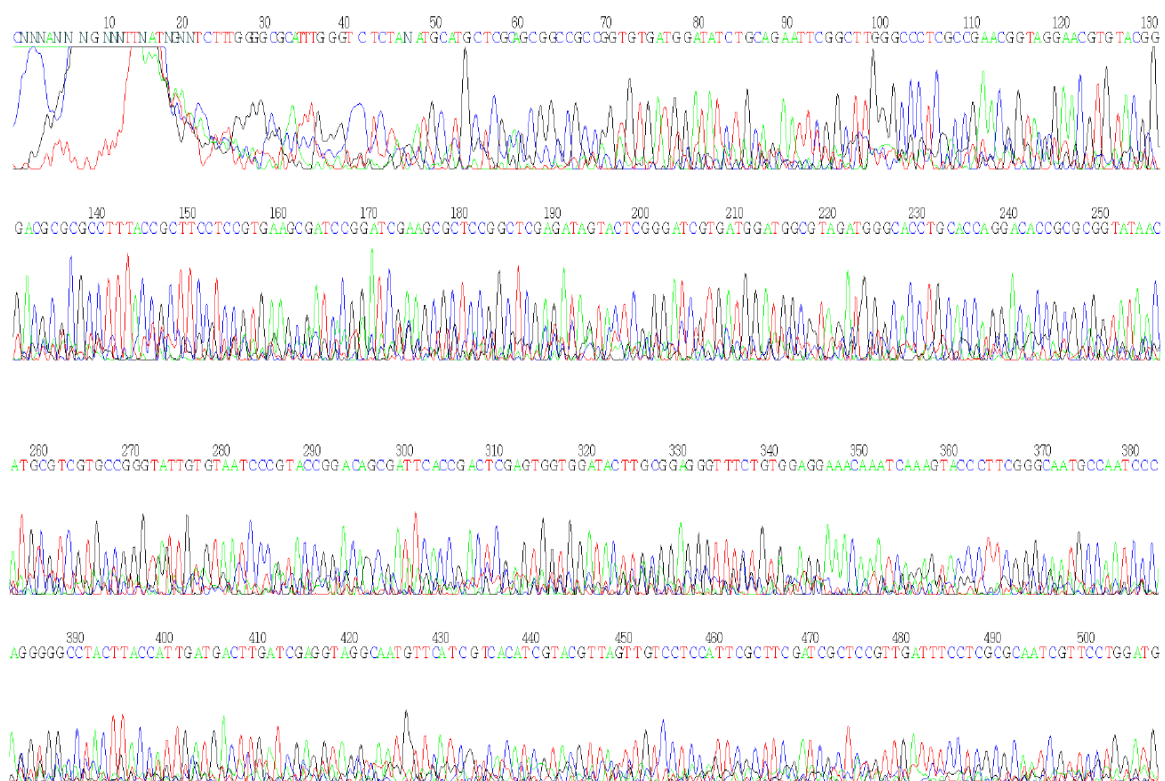 10 20 30 40 50 60 70 80 90 100 110 120 130
CNNNANNNNGNNNTTNATNGNNTCTTTGGGGCGCATTTGGGTCTCTANATGCATGCTCGCAGCGGCCGCCGGTGTGATGGATATCTGCAGAATTCGGCTTGGGCCCTCGCCGAACGGTAGGAACGTGTACGG
140 150 160 170 180 190 200 210 220 230 240 250
GACGCGCGCCTTTACCGCTTCCTCCGTGAAGCGATCCGGATCGAAGCGCTCCGGCTCGAGATAGTACTCGGGATCGTGATGGATGGCGTAGATGGGCACCTGCACCAGGACACCGCGCGGTATAAC
260 270 280 290 300 310 320 330 340 350 360 370 380
ATGCGTCGTGCCGGGTATTGTGTAATCCCGTACCGGACAGCGATTCACCGACTCGAGTGGTGGATACTTGCGGAGGGTTTCTGTGGAGGAAACAAATCAAAGTACCCTTCGGGCAATGCCAATCCC
390 400 410 420 430 440 450 460 470 480 490 500
AGGGGGCCTACTTACCATTGATGACTTGATCGAGGTAGGCAATGTTCATCGTCACATCGTACGTTAGTTGTCCTCCATTCGCTTCGATCGCTCCGTTGATTTCCTCGCGCAATCGTTCCTGGATG